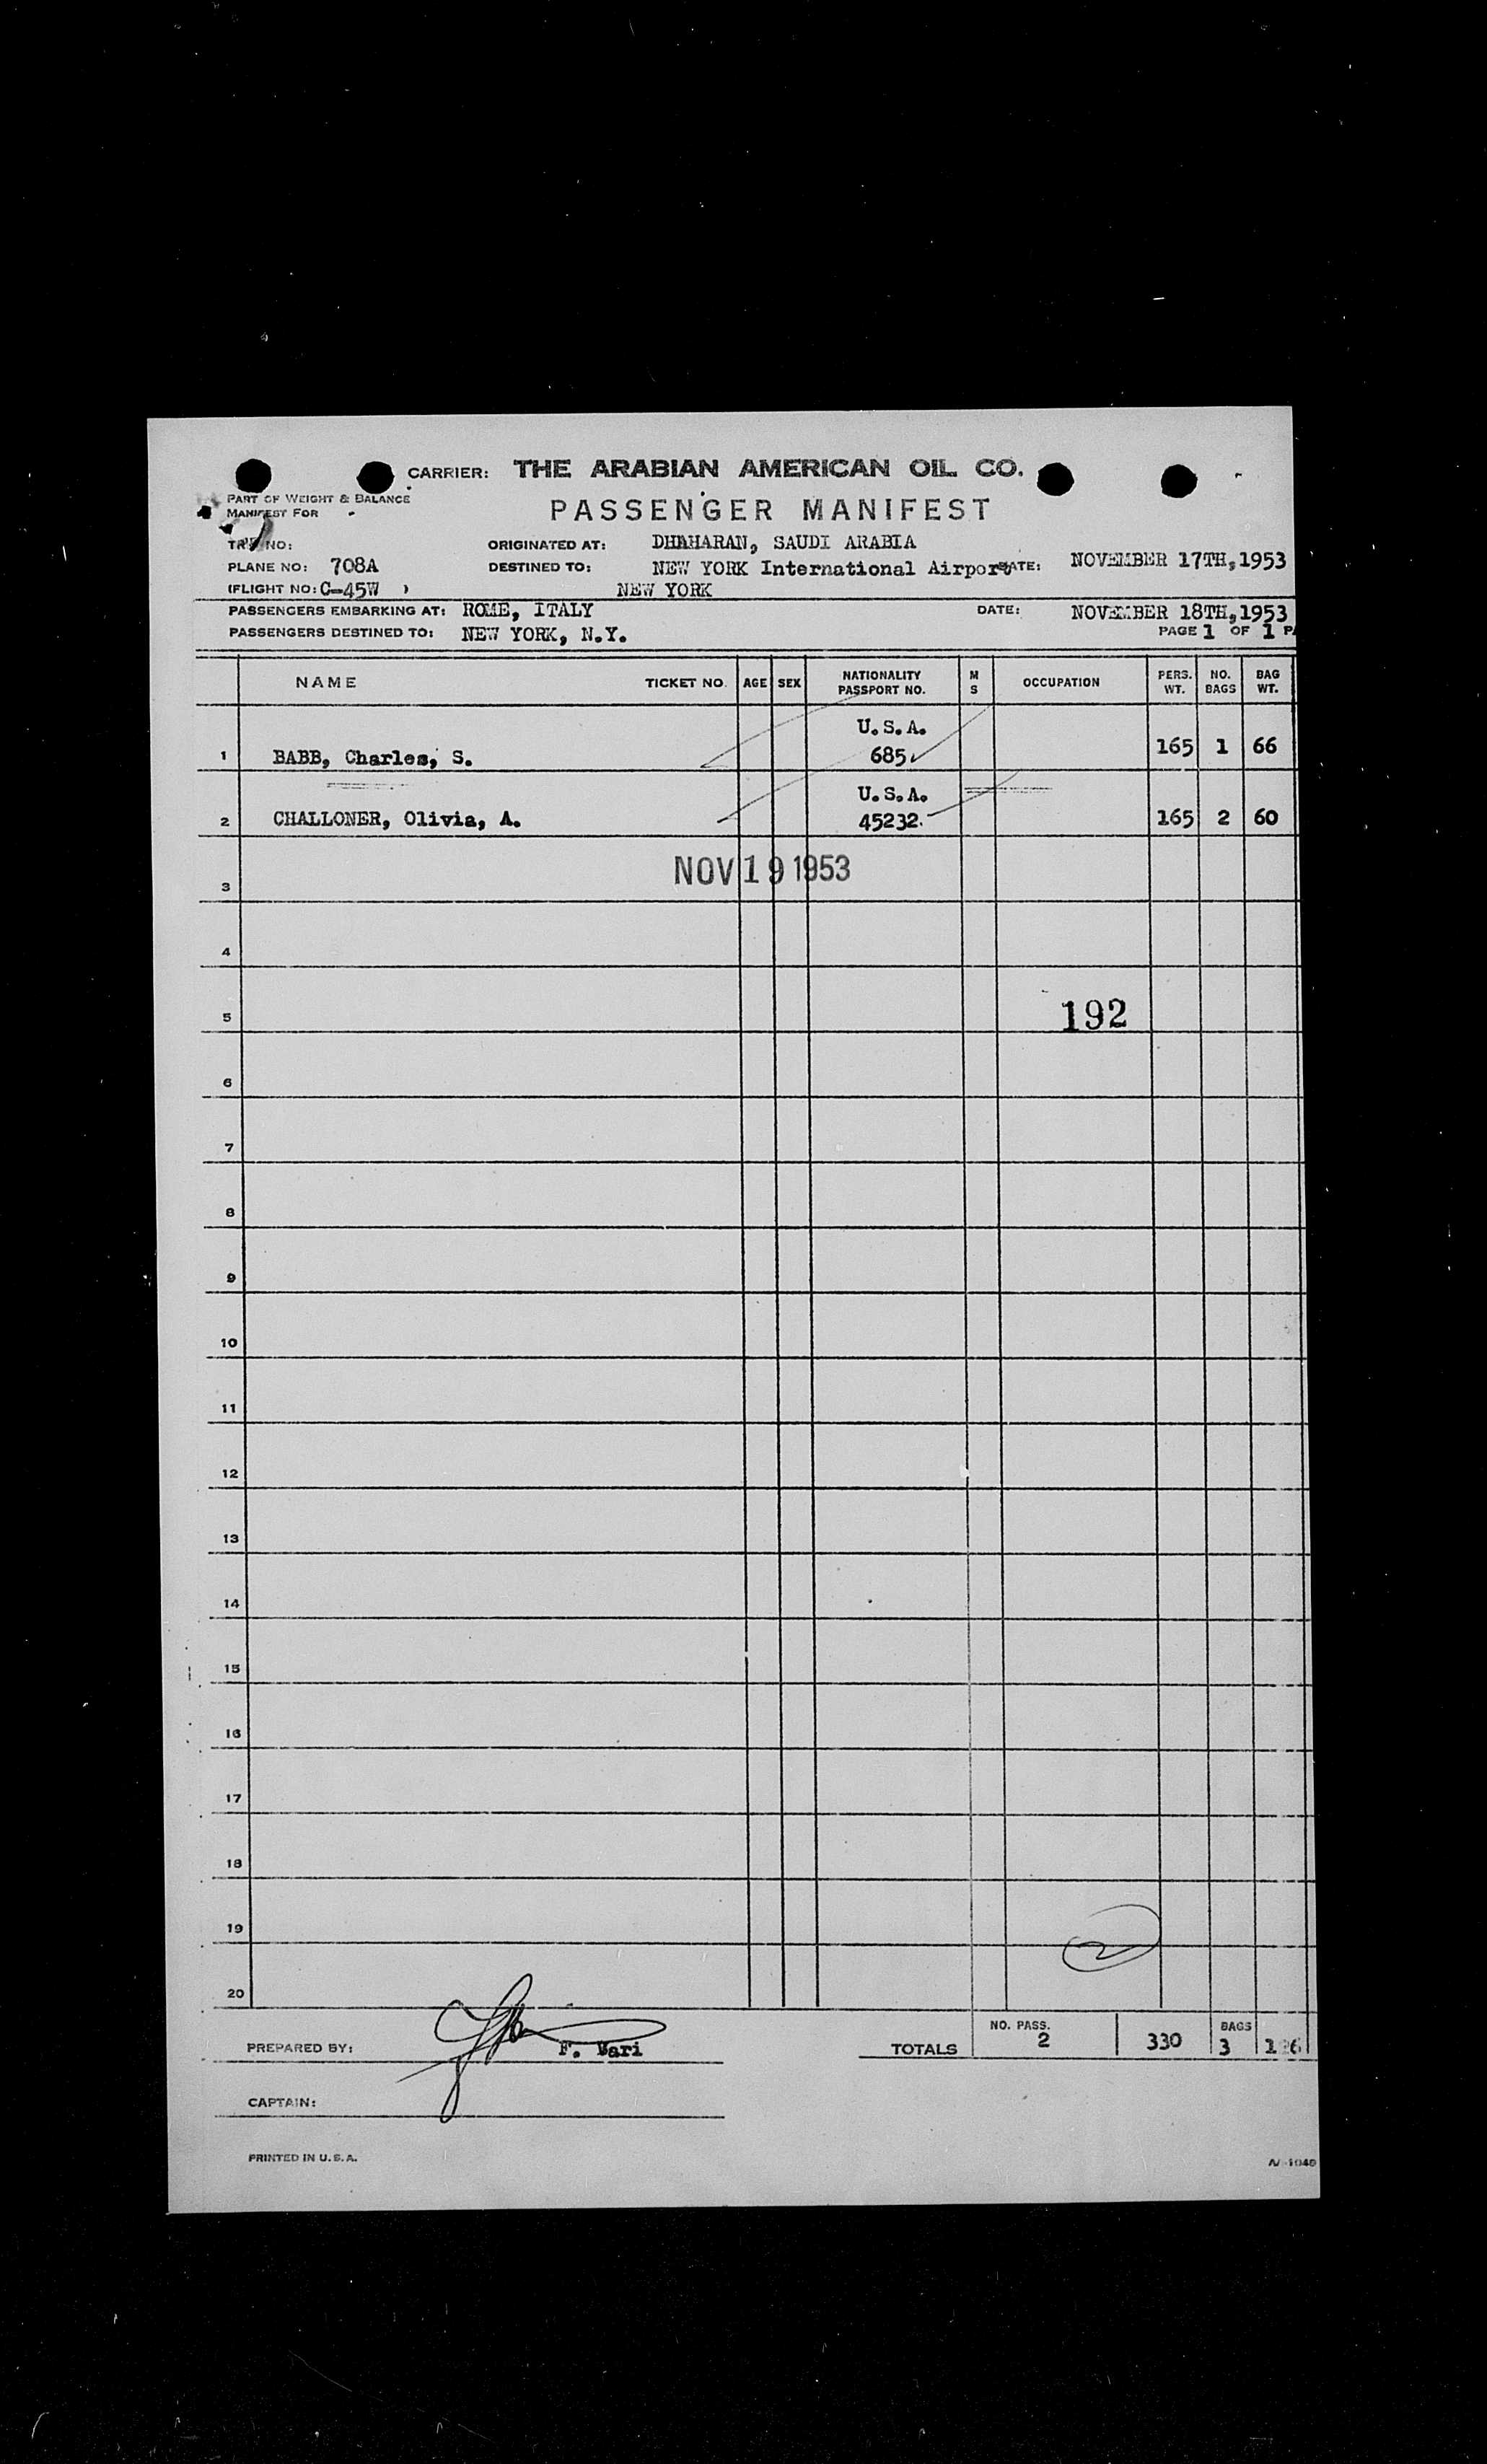 CARRIER: THE ARABIAN AMERICAN OIL CO.
PART OF WEIGHT & BALANCE
MANIFEST FOR
PASSENGER MANIFEST
NO:
ORIGINATED AT: DHAHARAN, SAUDI ARABIA
PLANE NO: 708A DESTINED TO: NEW YORK International Airport DATE: NOVEMBER 17TH, 1953
(FLIGHT NO: C-45W ) NEW YORK
PASSENGERS EMBARKING AT: ROME, ITALY DATE: NOVEMBER 18TH, 1953
PASSENGERS DESTINED TO: NEW YORK, N.Y. PAGE 1 OF 1 PA
NAME TICKET NO. AGE SEX NATIONALITY PASSPORT NO. M S OCCUPATION PERS. WT. NO. BAGS BAG WT.
U.S.A.
1 BABB, Charles, S. 685 165 1 66
U.S.A.
2 CHALLONER, Olivia, A. 45232. 165 2 60
NOV 19 1953
3
4
192
5
6
7
8
9
10
11
12
13
14
15
16
17
18
19
2
20
NO. PASS. BAGS
PREPARED BY: F. Wari TOTALS 2 330 3 126
CAPTAIN:
PRINTED IN U.S.A.